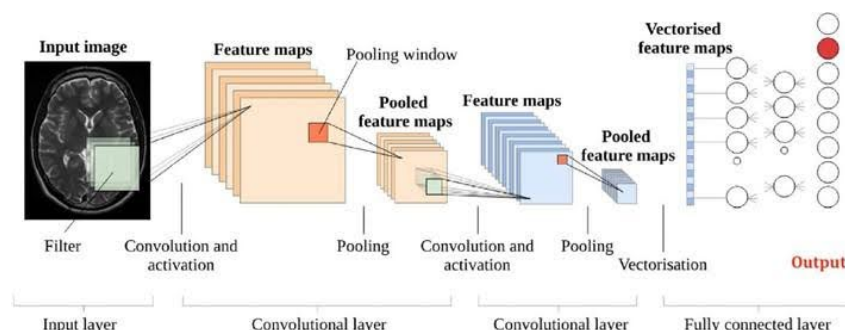 Input image
Feature maps
Pooling window
Pooled
feature maps
Feature maps
Pooled
feature maps
Vectorised
feature maps
Filter
Convolution and
activation
Pooling
Convolution and
activation
Pooling
Vectorisation
Output
Input layer
Convolutional layer
Convolutional layer
Fully connected layer